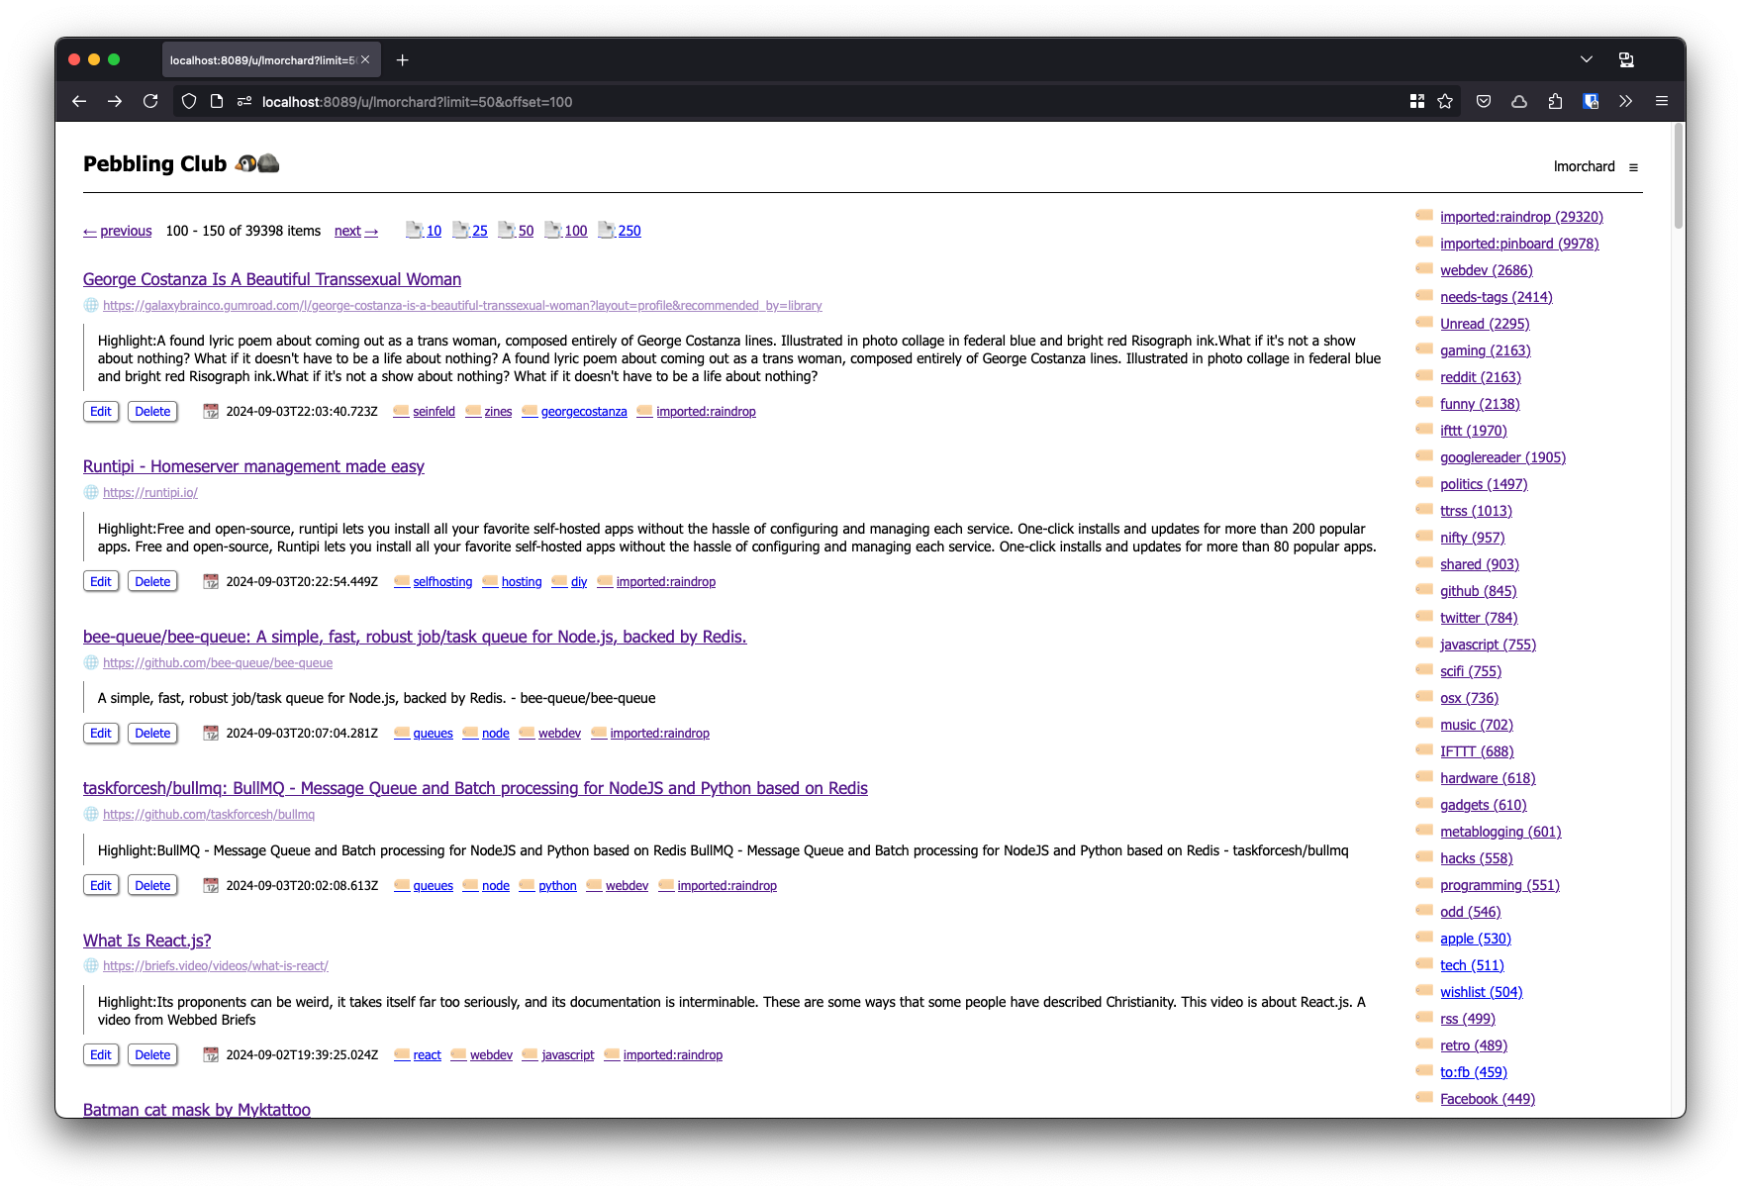 localhost:8089/u/lmorchard?limit=5
localhost:8089/u/lmorchard?limit=50&offset=100
Pebbling Club
lmorchard
← previous 100 - 150 of 39398 items next → 10 25 50 100 250
George Costanza Is A Beautiful Transsexual Woman
https://galaxybrainco.gumroad.com/l/george-costanza-is-a-beautiful-transsexual-woman?layout=profile&recommended_by=library
Highlight:A found lyric poem about coming out as a trans woman, composed entirely of George Costanza lines. Illustrated in photo collage in federal blue and bright red Risograph ink.What if it's not a show
about nothing? What if it doesn't have to be a life about nothing? A found lyric poem about coming out as a trans woman, composed entirely of George Costanza lines. Illustrated in photo collage in federal blue
and bright red Risograph ink.What if it's not a show about nothing? What if it doesn't have to be a life about nothing?
Edit Delete 2024-09-03T22:03:40.723Z seinfeld zines georgecostanza imported:raindrop
Runtipi - Homeserver management made easy
https://runtipi.io/
Highlight:Free and open-source, runtipi lets you install all your favorite self-hosted apps without the hassle of configuring and managing each service. One-click installs and updates for more than 200 popular
apps. Free and open-source, Runtipi lets you install all your favorite self-hosted apps without the hassle of configuring and managing each service. One-click installs and updates for more than 80 popular apps.
Edit Delete 2024-09-03T20:22:54.449Z selfhosting hosting diy imported:raindrop
bee-queue/bee-queue: A simple, fast, robust job/task queue for Node.js, backed by Redis.
https://github.com/bee-queue/bee-queue
A simple, fast, robust job/task queue for Node.js, backed by Redis. - bee-queue/bee-queue
Edit Delete 2024-09-03T20:07:04.281Z queues node webdev imported:raindrop
taskforcesh/bullmq: BullMQ - Message Queue and Batch processing for NodeJS and Python based on Redis
https://github.com/taskforcesh/bullmq
Highlight:BullMQ - Message Queue and Batch processing for NodeJS and Python based on Redis BullMQ - Message Queue and Batch processing for NodeJS and Python based on Redis - taskforcesh/bullmq
Edit Delete 2024-09-03T20:02:08.613Z queues node python webdev imported:raindrop
What Is React.js?
https://briefs.video/videos/what-is-react/
Highlight:Its proponents can be weird, it takes itself far too seriously, and its documentation is interminable. These are some ways that some people have described Christianity. This video is about React.js. A
video from Webbed Briefs
Edit Delete 2024-09-02T19:39:25.024Z react webdev javascript imported:raindrop
Batman cat mask by Myktattoo
imported:raindrop (29320)
imported:pinboard (9978)
webdev (2686)
needs-tags (2414)
Unread (2295)
gaming (2163)
reddit (2163)
funny (2138)
ifttt (1970)
googlereader (1905)
politics (1497)
ttrss (1013)
nifty (957)
shared (903)
github (845)
twitter (784)
javascript (755)
scifi (755)
osx (736)
music (702)
IFTTT (688)
hardware (618)
gadgets (610)
metablogging (601)
hacks (558)
programming (551)
odd (546)
apple (530)
tech (511)
wishlist (504)
rss (499)
retro (489)
to:fb (459)
Facebook (449)